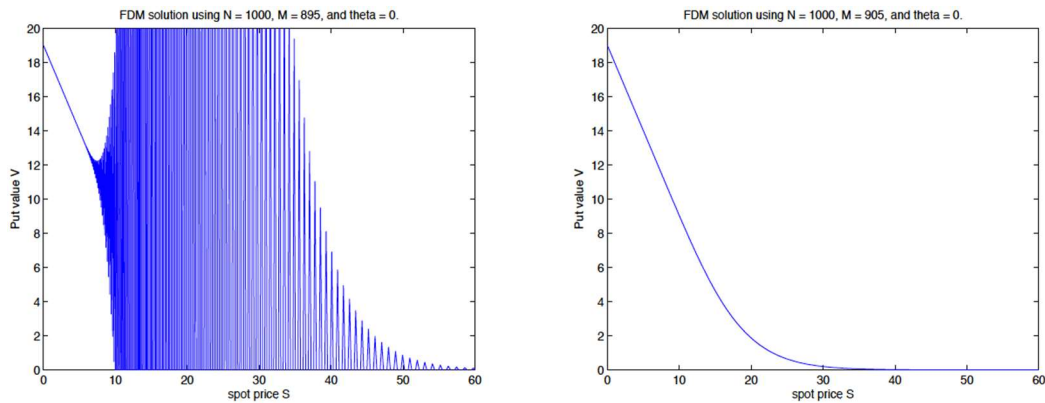 FDM solution using N = 1000, M = 895, and theta = 0.
20
18
16
14
12
10
8
6
4
2
0
Put value V
0 10 20 30 40 50 60
spot price S
FDM solution using N = 1000, M = 905, and theta = 0.
20
18
16
14
12
10
8
6
4
2
0
Put value V
0 10 20 30 40 50 60
spot price S